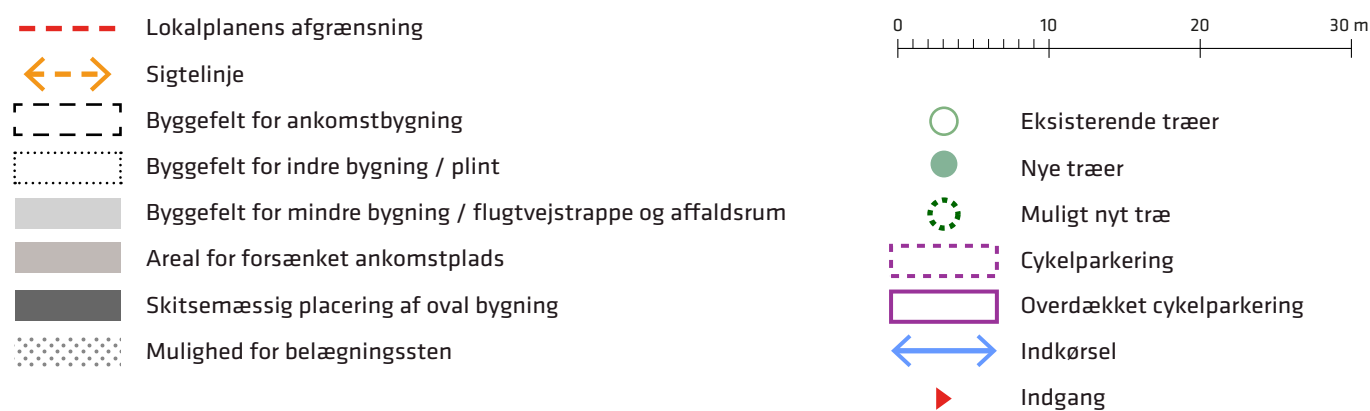 Lokalplanens afgrænsning
Sigtelinje
Byggefelt for ankomstbygning
Byggefelt for indre bygning / plint
Byggefelt for mindre bygning / flugtvejstrappe og affaldsrum
Areal for forsænket ankomstplads
Skitsemæssig placering af oval bygning
Mulighed for belægningssten
0 10 20 30 m
Eksisterende træer
Nye træer
Muligt nyt træ
Cykelparkering
Overdækket cykelparkering
Indkørsel
Indgang